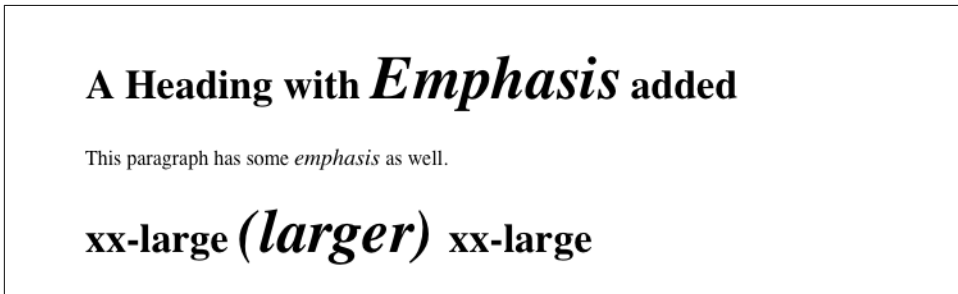 A Heading with Emphasis added
This paragraph has some emphasis as well.
xx-large (larger) xx-large